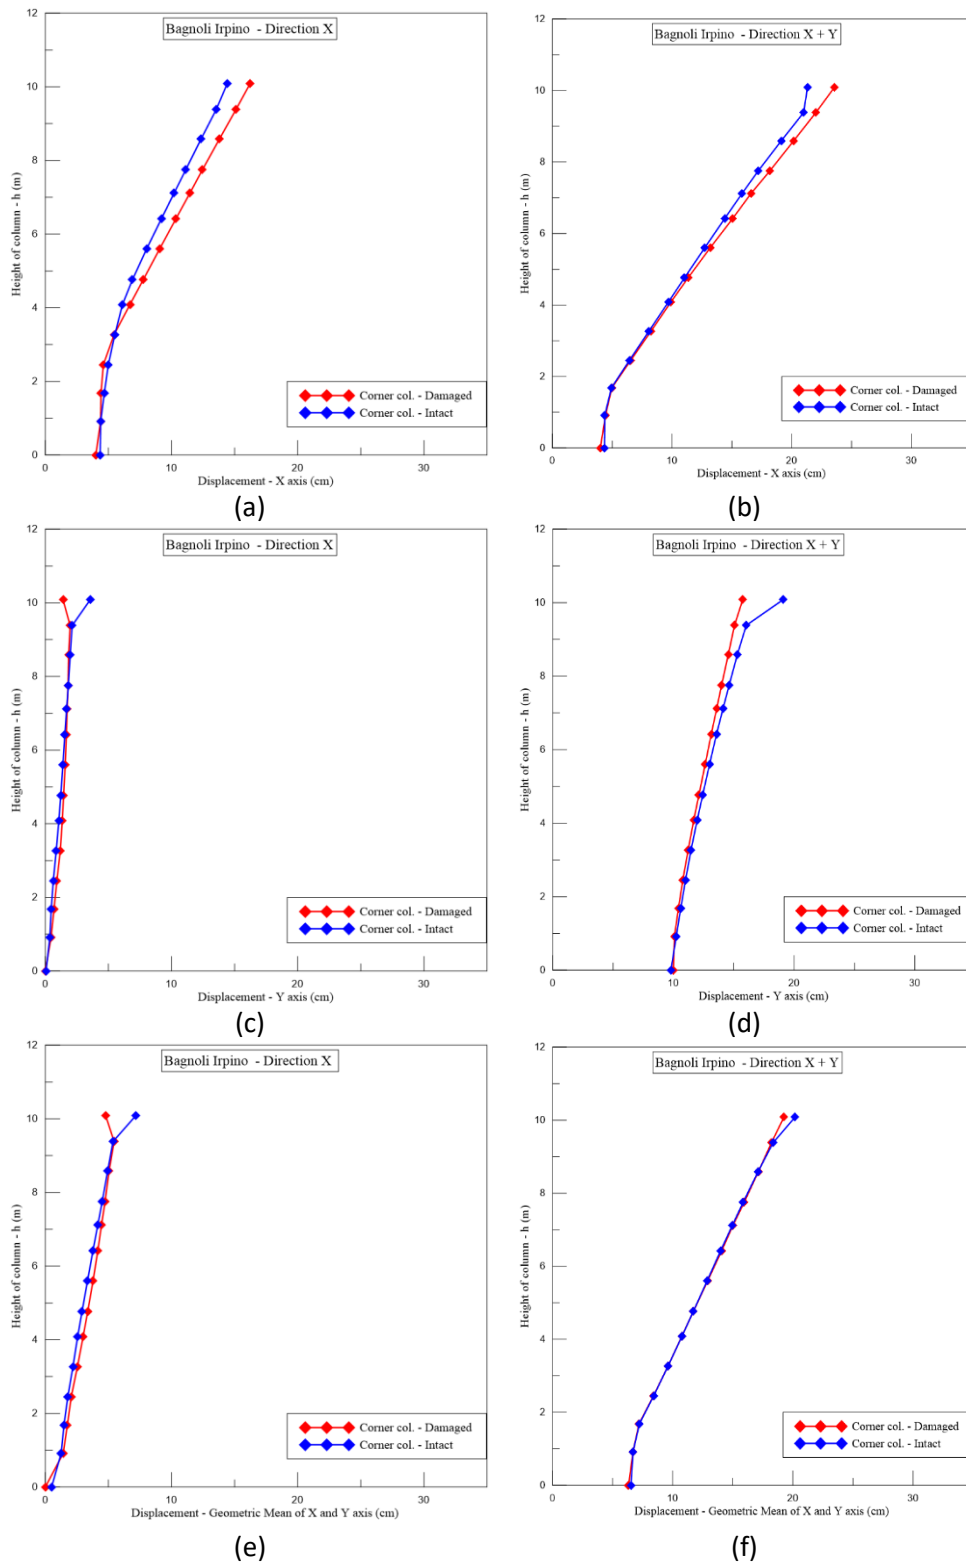 Bagnoli Irpino - Direction X
12
10
8
6
4
2
0
Height of column - h (m)
Corner col. - Damaged
Corner col. - Intact
0 10 20 30
Displacement - X axis (cm)
(a)
Bagnoli Irpino - Direction X + Y
12
10
8
6
4
2
0
Height of column - h (m)
Corner col. - Damaged
Corner col. - Intact
0 10 20 30
Displacement - X axis (cm)
(b)
Bagnoli Irpino - Direction X
12
10
8
6
4
2
0
Height of column - h (m)
Corner col. - Damaged
Corner col. - Intact
0 10 20 30
Displacement - Y axis (cm)
(c)
Bagnoli Irpino - Direction X + Y
12
10
8
6
4
2
0
Height of column - h (m)
Corner col. - Damaged
Corner col. - Intact
0 10 20 30
Displacement - Y axis (cm)
(d)
Bagnoli Irpino - Direction X
12
10
8
6
4
2
0
Height of column - h (m)
Corner col. - Damaged
Corner col. - Intact
0 10 20 30
Displacement - Geometric Mean of X and Y axis (cm)
(e)
Bagnoli Irpino - Direction X + Y
12
10
8
6
4
2
0
Height of column - h (m)
Corner col. - Damaged
Corner col. - Intact
0 10 20 30
Displacement - Geometric Mean of X and Y axis (cm)
(f)